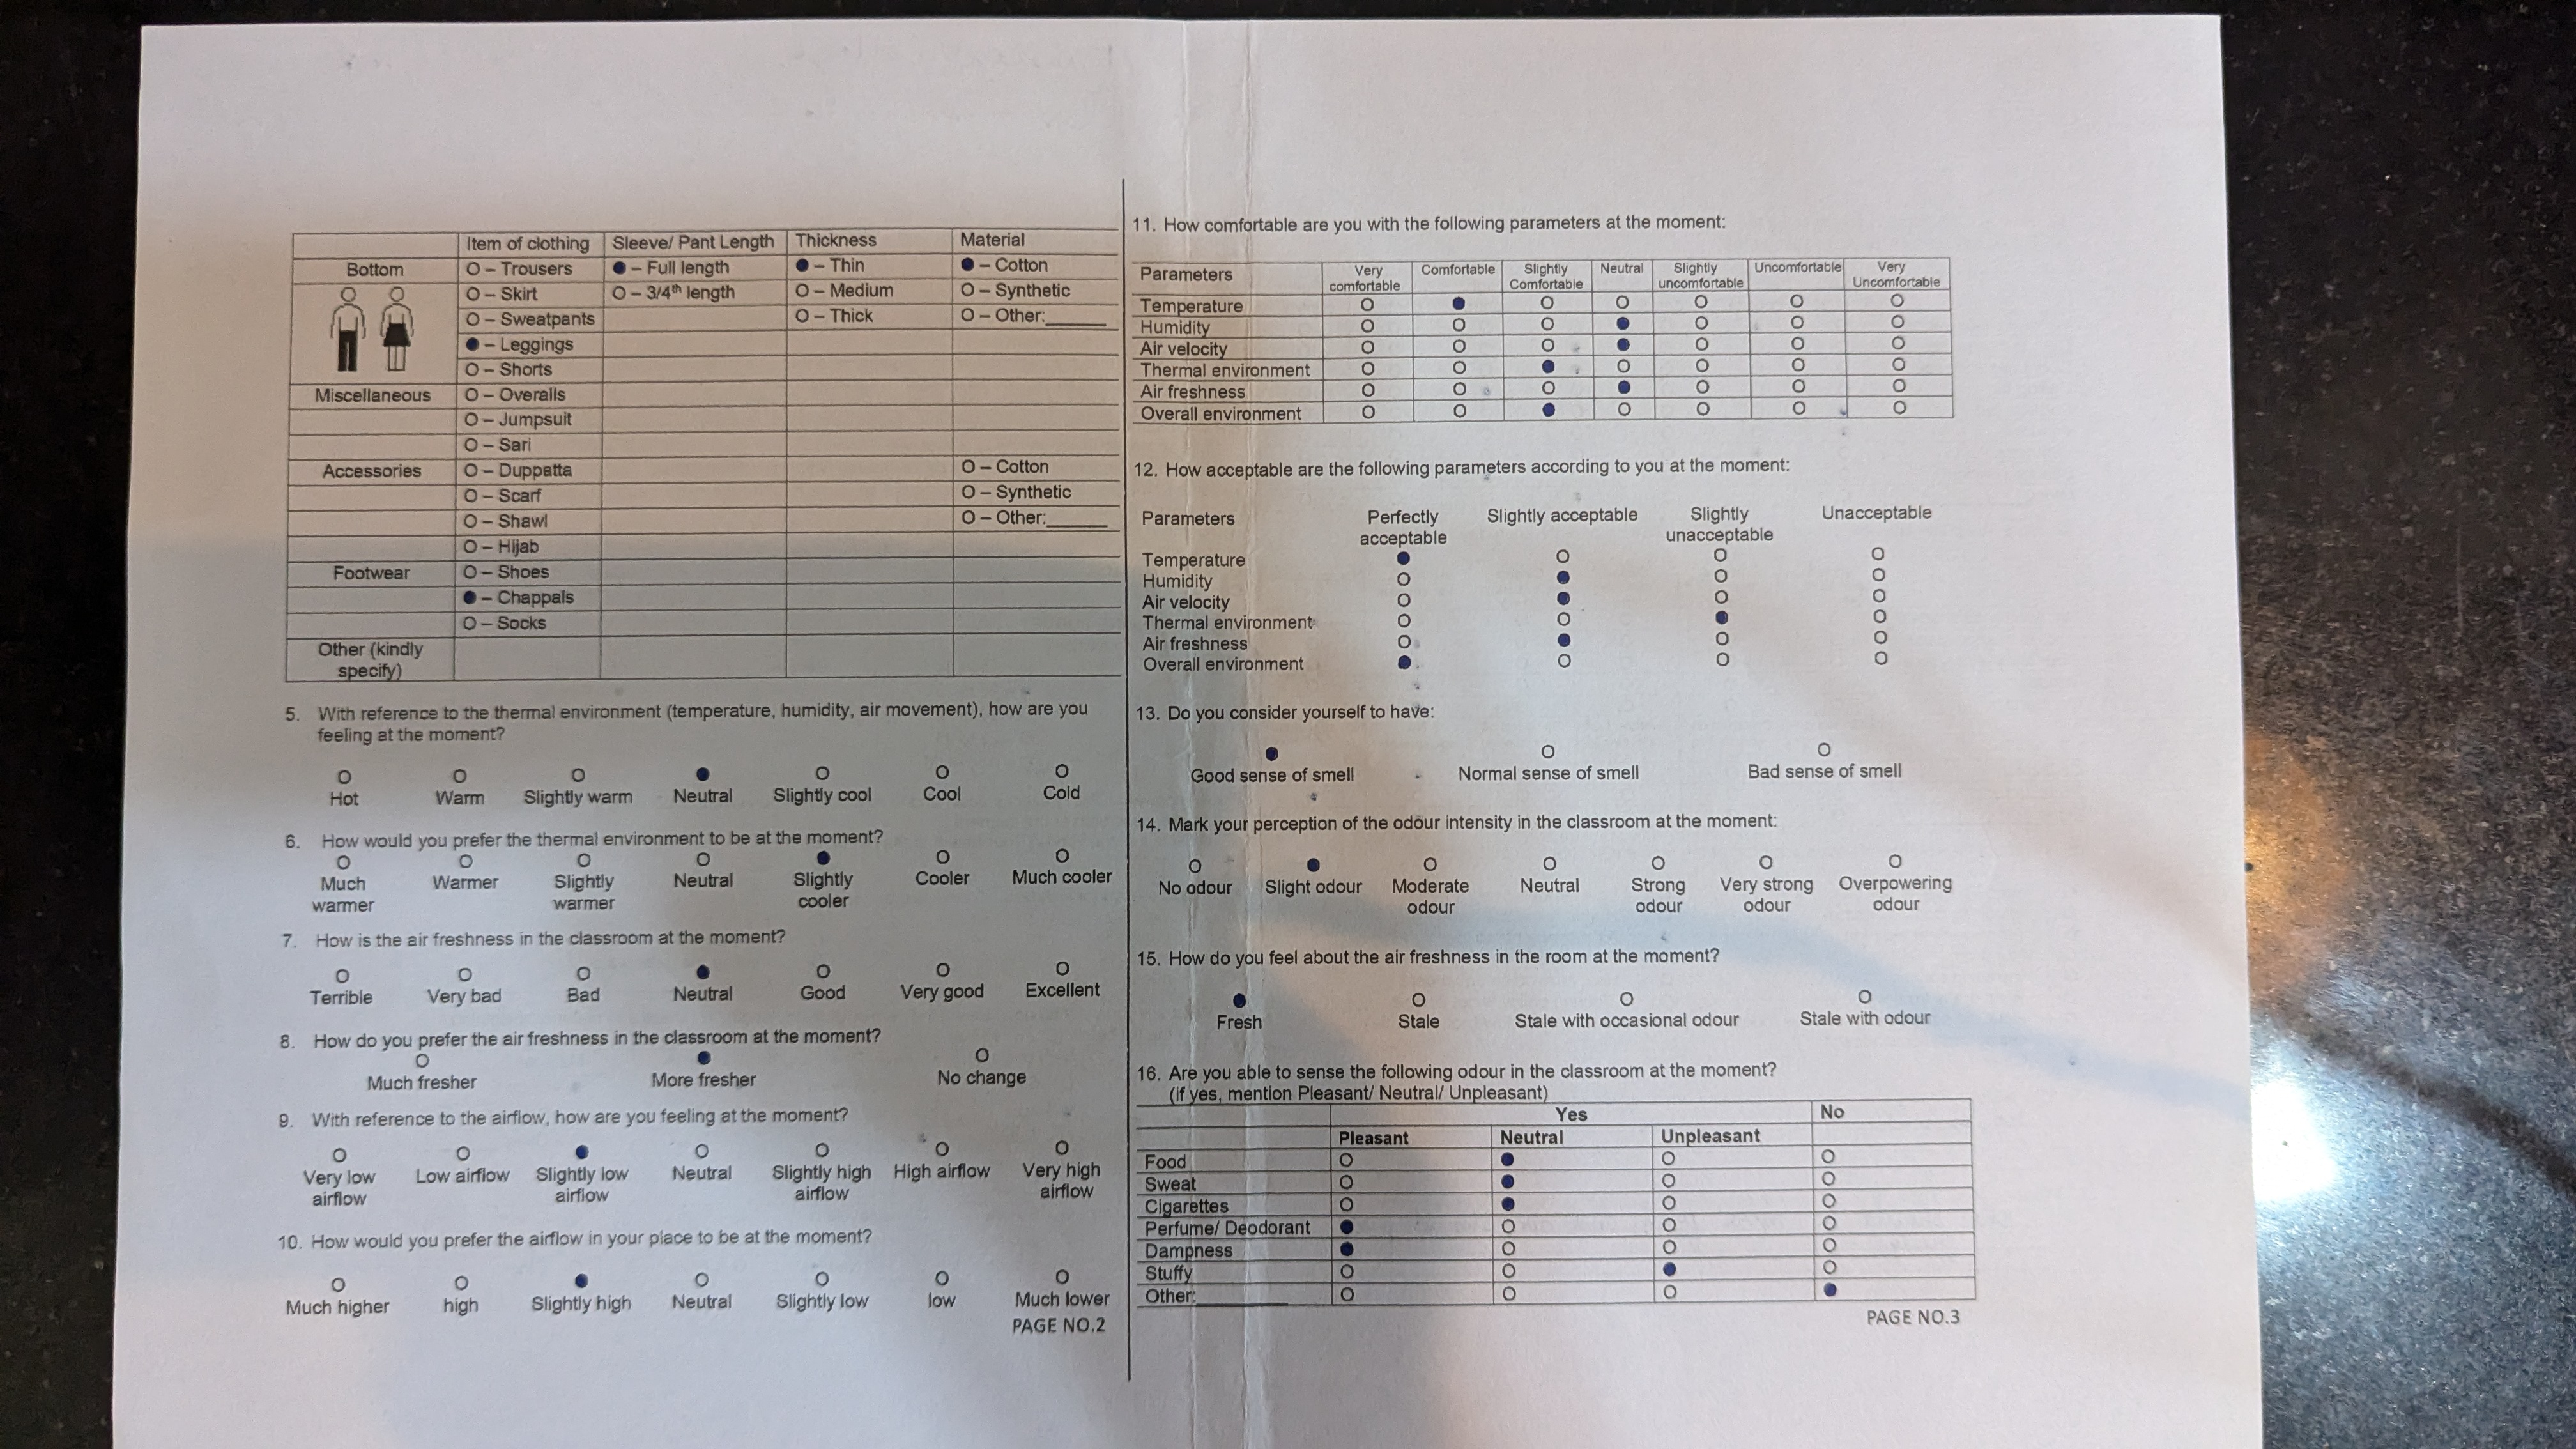 Item of clothing Sleeve/ Pant Length Thickness Material
Bottom O – Trousers ● – Full length ● – Thin ● – Cotton
O – Skirt O – 3/4th length O – Medium O – Synthetic
O – Sweatpants O – Thick O – Other:______
● – Leggings
O – Shorts
Miscellaneous O – Overalls
O – Jumpsuit
O – Sari
Accessories O – Duppatta O – Cotton
O – Scarf O – Synthetic
O – Shawl O – Other:______
O – Hijab
Footwear O – Shoes
● – Chappals
O – Socks
Other (kindly
specify)
5. With reference to the thermal environment (temperature, humidity, air movement), how are you
feeling at the moment?
O O O ● O O O
Hot Warm Slightly warm Neutral Slightly cool Cool Cold
6. How would you prefer the thermal environment to be at the moment?
O O O O ● O O
Much Warmer Slightly Neutral Slightly Cooler Much cooler
warmer warmer cooler
7. How is the air freshness in the classroom at the moment?
O O O ● O O O
Terrible Very bad Bad Neutral Good Very good Excellent
8. How do you prefer the air freshness in the classroom at the moment?
O ● O
Much fresher More fresher No change
9. With reference to the airflow, how are you feeling at the moment?
O O ● O O O O
Very low Low airflow Slightly low Neutral Slightly high High airflow Very high
airflow airflow airflow airflow
10. How would you prefer the airflow in your place to be at the moment?
O O ● O O O O
Much higher high Slightly high Neutral Slightly low low Much lower
PAGE NO.2
11. How comfortable are you with the following parameters at the moment:
Parameters Very Comfortable Slightly Neutral Slightly Uncomfortable Very
comfortable Comfortable uncomfortable Uncomfortable
Temperature O ● O O O O O
Humidity O O O ● O O O
Air velocity O O O ● O O O
Thermal environment O O ● O O O O
Air freshness O O O ● O O O
Overall environment O O ● O O O O
12. How acceptable are the following parameters according to you at the moment:
Parameters Perfectly Slightly acceptable Slightly Unacceptable
acceptable unacceptable
Temperature ● O O O
Humidity O ● O O
Air velocity O ● O O
Thermal environment O O ● O
Air freshness O ● O O
Overall environment ● O O O
13. Do you consider yourself to have:
● O O
Good sense of smell Normal sense of smell Bad sense of smell
14. Mark your perception of the odour intensity in the classroom at the moment:
O ● O O O O O
No odour Slight odour Moderate Neutral Strong Very strong Overpowering
odour odour odour odour
15. How do you feel about the air freshness in the room at the moment?
● O O O
Fresh Stale Stale with occasional odour Stale with odour
16. Are you able to sense the following odour in the classroom at the moment?
(if yes, mention Pleasant/ Neutral/ Unpleasant)
Yes No
Pleasant Neutral Unpleasant
Food O ● O O
Sweat O ● O O
Cigarettes O ● O O
Perfume/ Deodorant ● O O O
Dampness ● O O O
Stuffy O O ● O
Other:__________ O O O ●
PAGE NO.3